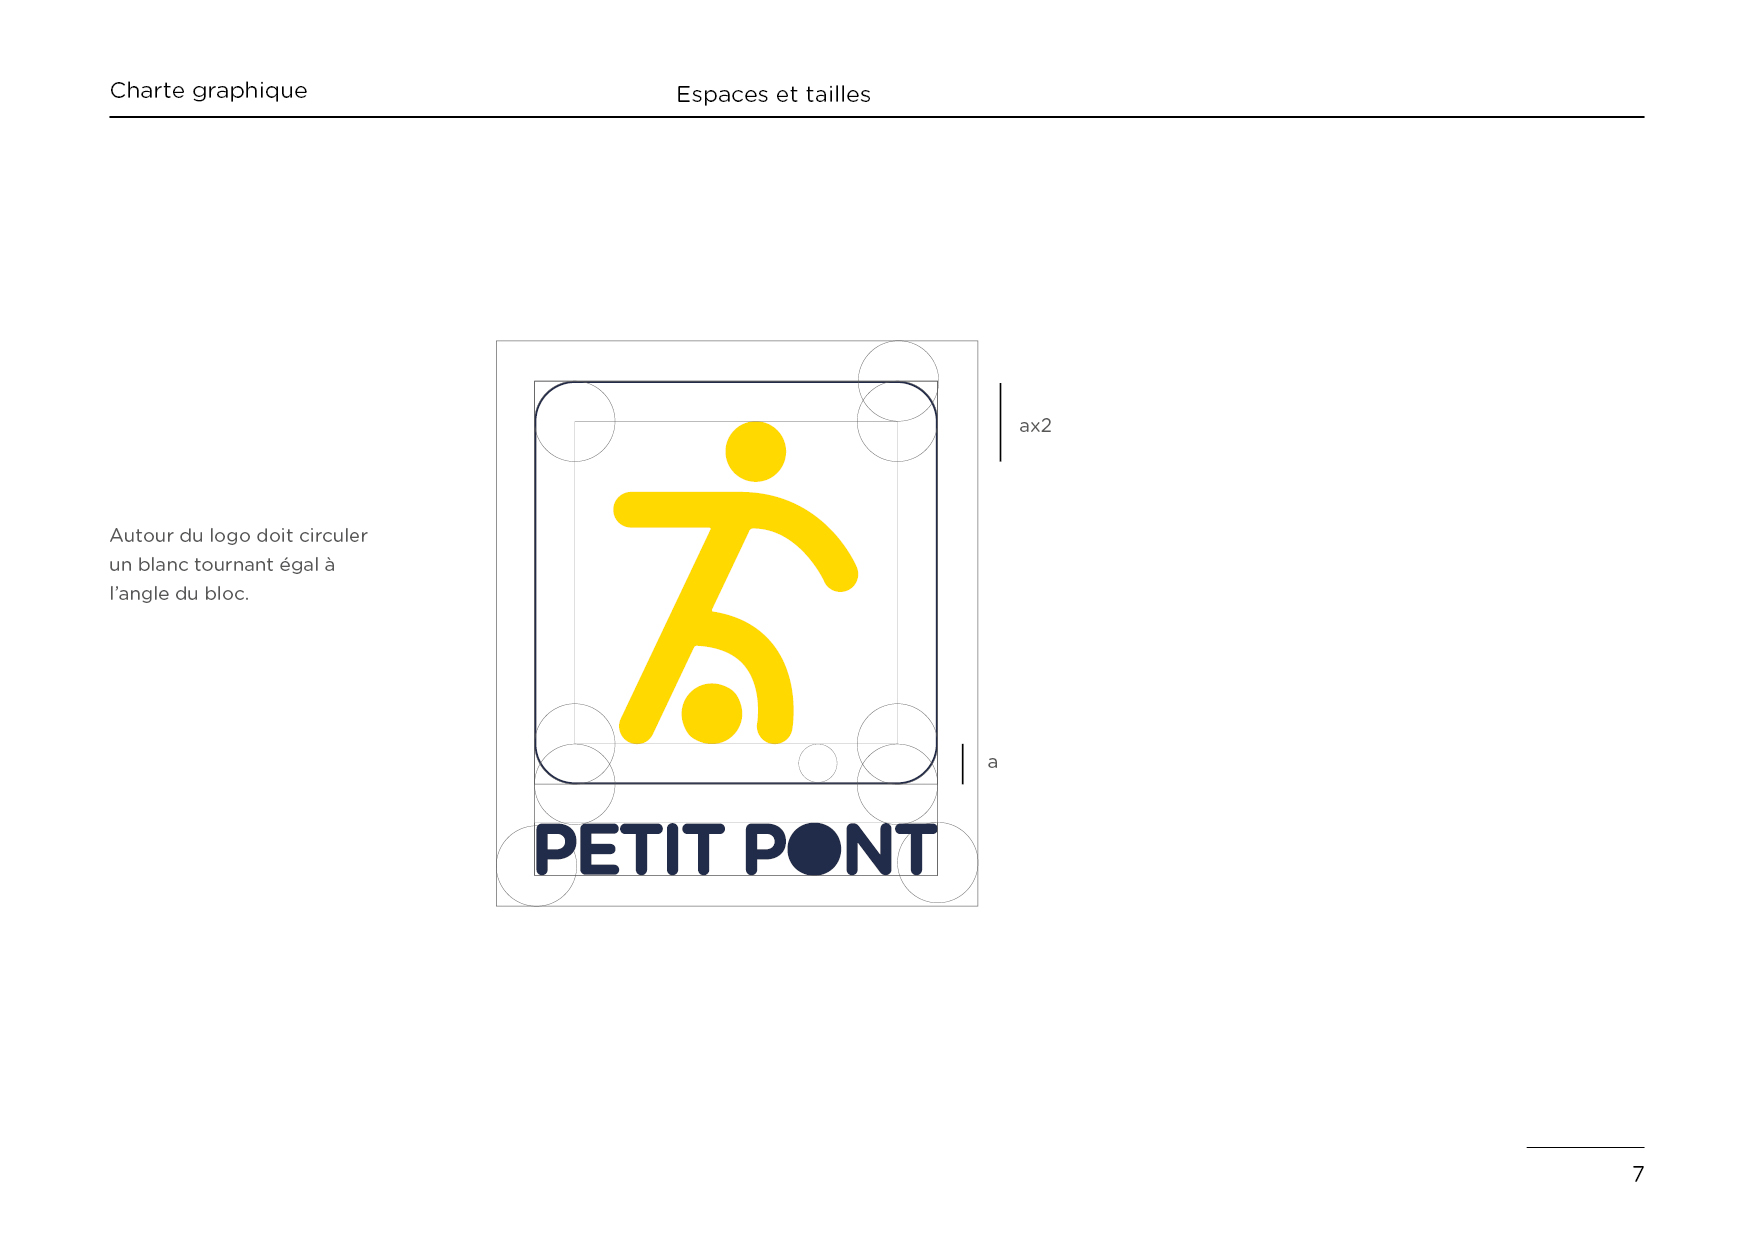 Charte graphique
Espaces et tailles
ax2
Autour du logo doit circuler
un blanc tournant égal à
l’angle du bloc.
a
PETIT PONT
7